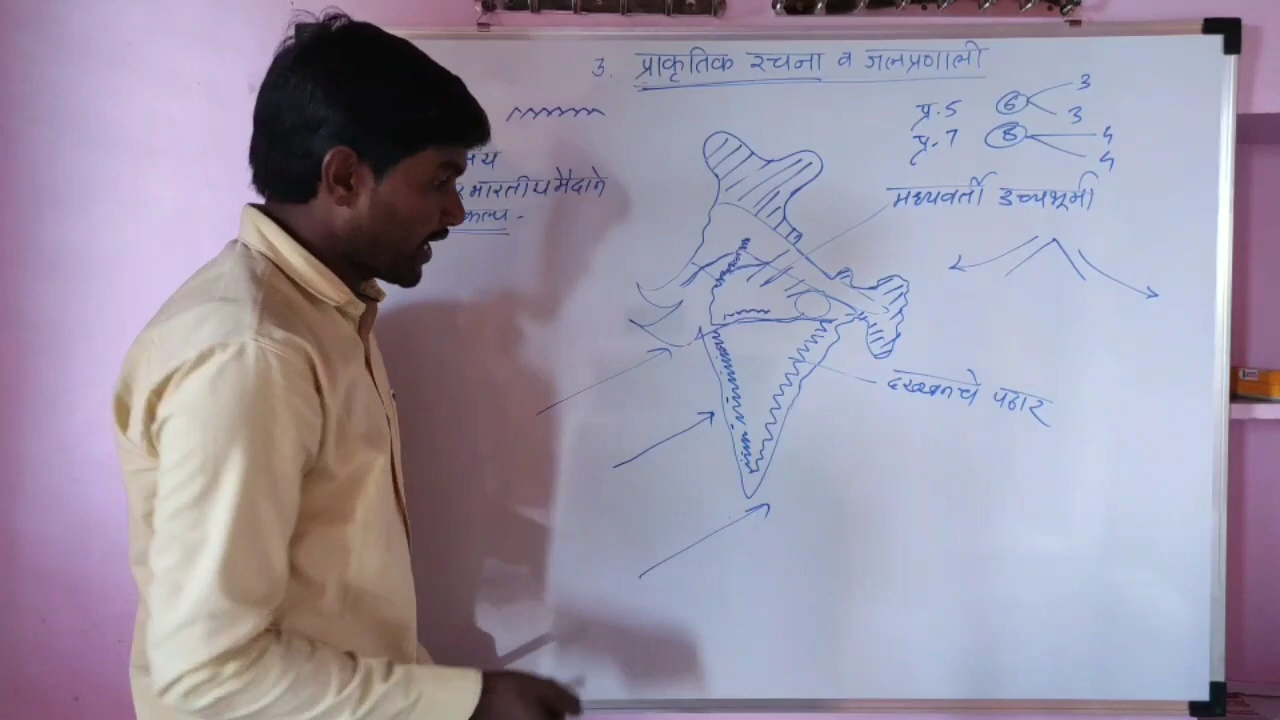 3. प्राकृतिक रचना व जलप्रणाली
प्र.5 6 3
3
प्र.7 8 4
4
भारतीय मैदाने
मध्यवर्ती उच्चभूमी
दख्खनचे पठार